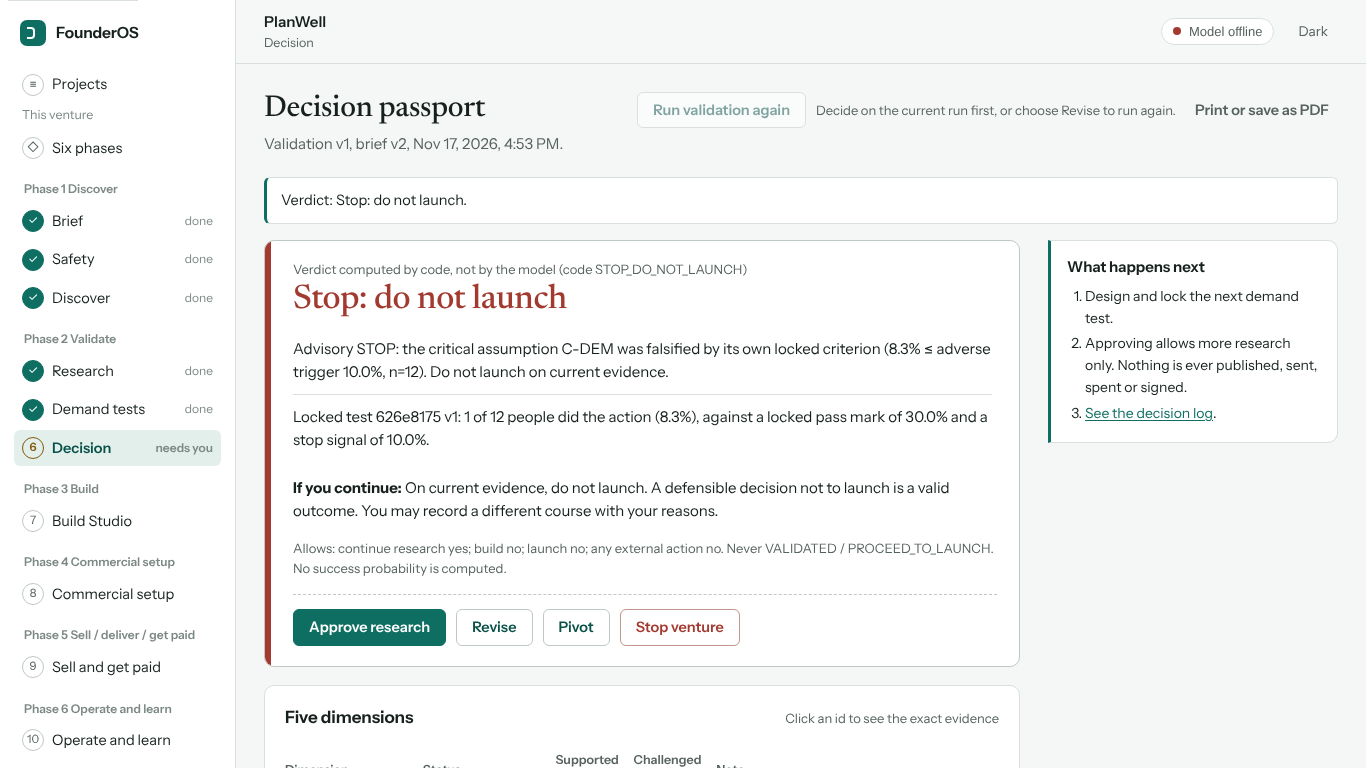 FounderOS
Projects
This venture
Six phases
Phase 1 Discover
Brief done
Safety done
Discover done
Phase 2 Validate
Research done
Demand tests done
6 Decision needs you
Phase 3 Build
7 Build Studio
Phase 4 Commercial setup
8 Commercial setup
Phase 5 Sell / deliver / get paid
9 Sell and get paid
Phase 6 Operate and learn
10 Operate and learn
PlanWell
Decision
Model offline
Dark
Decision passport
Validation v1, brief v2, Nov 17, 2026, 4:53 PM.
Run validation again
Decide on the current run first, or choose Revise to run again.
Print or save as PDF
Verdict: Stop: do not launch.
Verdict computed by code, not by the model (code STOP_DO_NOT_LAUNCH)
Stop: do not launch
Advisory STOP: the critical assumption C-DEM was falsified by its own locked criterion (8.3% ≤ adverse
trigger 10.0%, n=12). Do not launch on current evidence.
Locked test 626e8175 v1: 1 of 12 people did the action (8.3%), against a locked pass mark of 30.0% and a
stop signal of 10.0%.
If you continue: On current evidence, do not launch. A defensible decision not to launch is a valid
outcome. You may record a different course with your reasons.
Allows: continue research yes; build no; launch no; any external action no. Never VALIDATED / PROCEED_TO_LAUNCH.
No success probability is computed.
Approve research
Revise
Pivot
Stop venture
What happens next
1. Design and lock the next demand
test.
2. Approving allows more research
only. Nothing is ever published, sent,
spent or signed.
3. See the decision log.
Five dimensions
Click an id to see the exact evidence
Supported Challenged